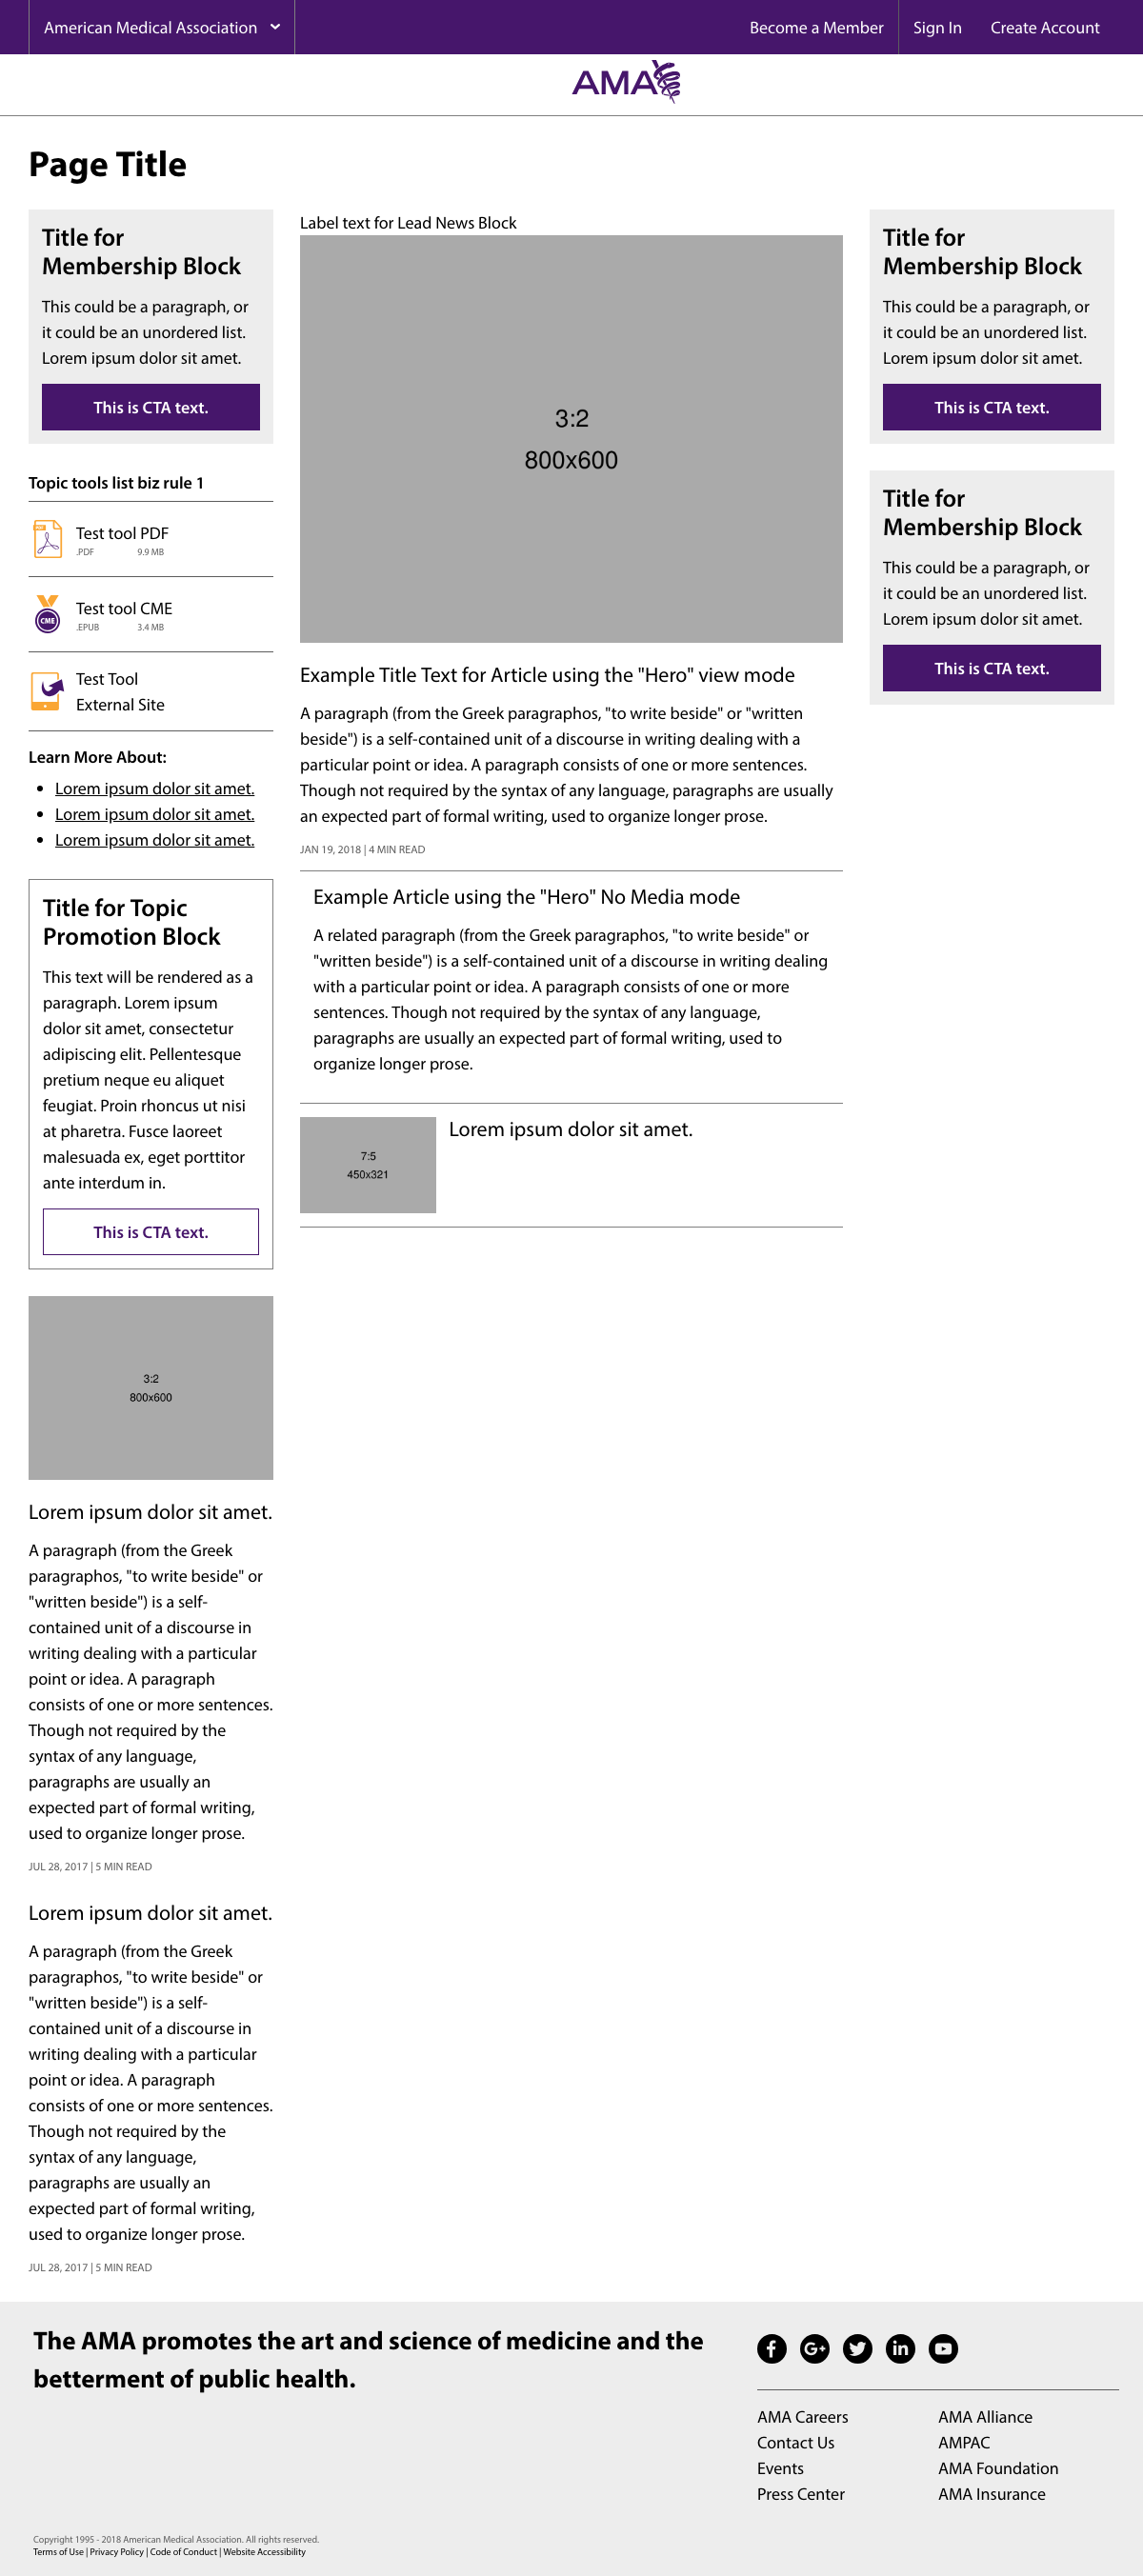 American Medical Association
Become a Member
Sign In
Create Account
AMA
Page Title
Title for
Membership Block
This could be a paragraph, or
it could be an unordered list.
Lorem ipsum dolor sit amet.
This is CTA text.
Topic tools list biz rule 1
Test tool PDF
.PDF 9.9 MB
CME
Test tool CME
.EPUB 3.4 MB
Test Tool
External Site
Learn More About:
Lorem ipsum dolor sit amet.
Lorem ipsum dolor sit amet.
Lorem ipsum dolor sit amet.
Title for Topic
Promotion Block
This text will be rendered as a
paragraph. Lorem ipsum
dolor sit amet, consectetur
adipiscing elit. Pellentesque
pretium neque eu aliquet
feugiat. Proin rhoncus ut nisi
at pharetra. Fusce laoreet
malesuada ex, eget porttitor
ante interdum in.
This is CTA text.
3:2
800x600
Lorem ipsum dolor sit amet.
A paragraph (from the Greek
paragraphos, "to write beside" or
"written beside") is a self-
contained unit of a discourse in
writing dealing with a particular
point or idea. A paragraph
consists of one or more sentences.
Though not required by the
syntax of any language,
paragraphs are usually an
expected part of formal writing,
used to organize longer prose.
JUL 28, 2017 | 5 MIN READ
Lorem ipsum dolor sit amet.
A paragraph (from the Greek
paragraphos, "to write beside" or
"written beside") is a self-
contained unit of a discourse in
writing dealing with a particular
point or idea. A paragraph
consists of one or more sentences.
Though not required by the
syntax of any language,
paragraphs are usually an
expected part of formal writing,
used to organize longer prose.
JUL 28, 2017 | 5 MIN READ
Label text for Lead News Block
3:2
800x600
Example Title Text for Article using the "Hero" view mode
A paragraph (from the Greek paragraphos, "to write beside" or "written
beside") is a self-contained unit of a discourse in writing dealing with a
particular point or idea. A paragraph consists of one or more sentences.
Though not required by the syntax of any language, paragraphs are usually
an expected part of formal writing, used to organize longer prose.
JAN 19, 2018 | 4 MIN READ
Example Article using the "Hero" No Media mode
A related paragraph (from the Greek paragraphos, "to write beside" or
"written beside") is a self-contained unit of a discourse in writing dealing
with a particular point or idea. A paragraph consists of one or more
sentences. Though not required by the syntax of any language,
paragraphs are usually an expected part of formal writing, used to
organize longer prose.
7:5
450x321
Lorem ipsum dolor sit amet.
Title for
Membership Block
This could be a paragraph, or
it could be an unordered list.
Lorem ipsum dolor sit amet.
This is CTA text.
Title for
Membership Block
This could be a paragraph, or
it could be an unordered list.
Lorem ipsum dolor sit amet.
This is CTA text.
The AMA promotes the art and science of medicine and the
betterment of public health.
AMA Careers
Contact Us
Events
Press Center
AMA Alliance
AMPAC
AMA Foundation
AMA Insurance
Copyright 1995 - 2018 American Medical Association. All rights reserved.
Terms of Use | Privacy Policy | Code of Conduct | Website Accessibility